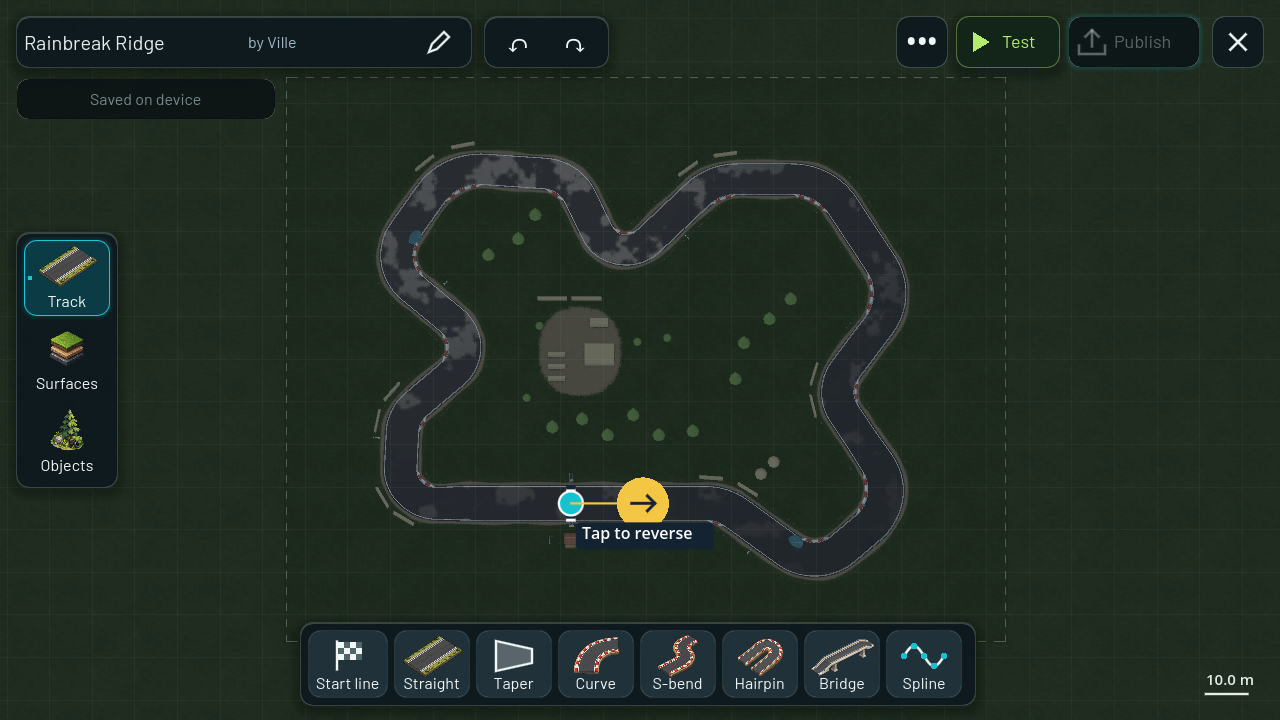 Rainbreak Ridge
by Ville
Test
Publish
Saved on device
Track
Surfaces
Objects
Tap to reverse
Start line
Straight
Taper
Curve
S-bend
Hairpin
Bridge
Spline
10.0 m